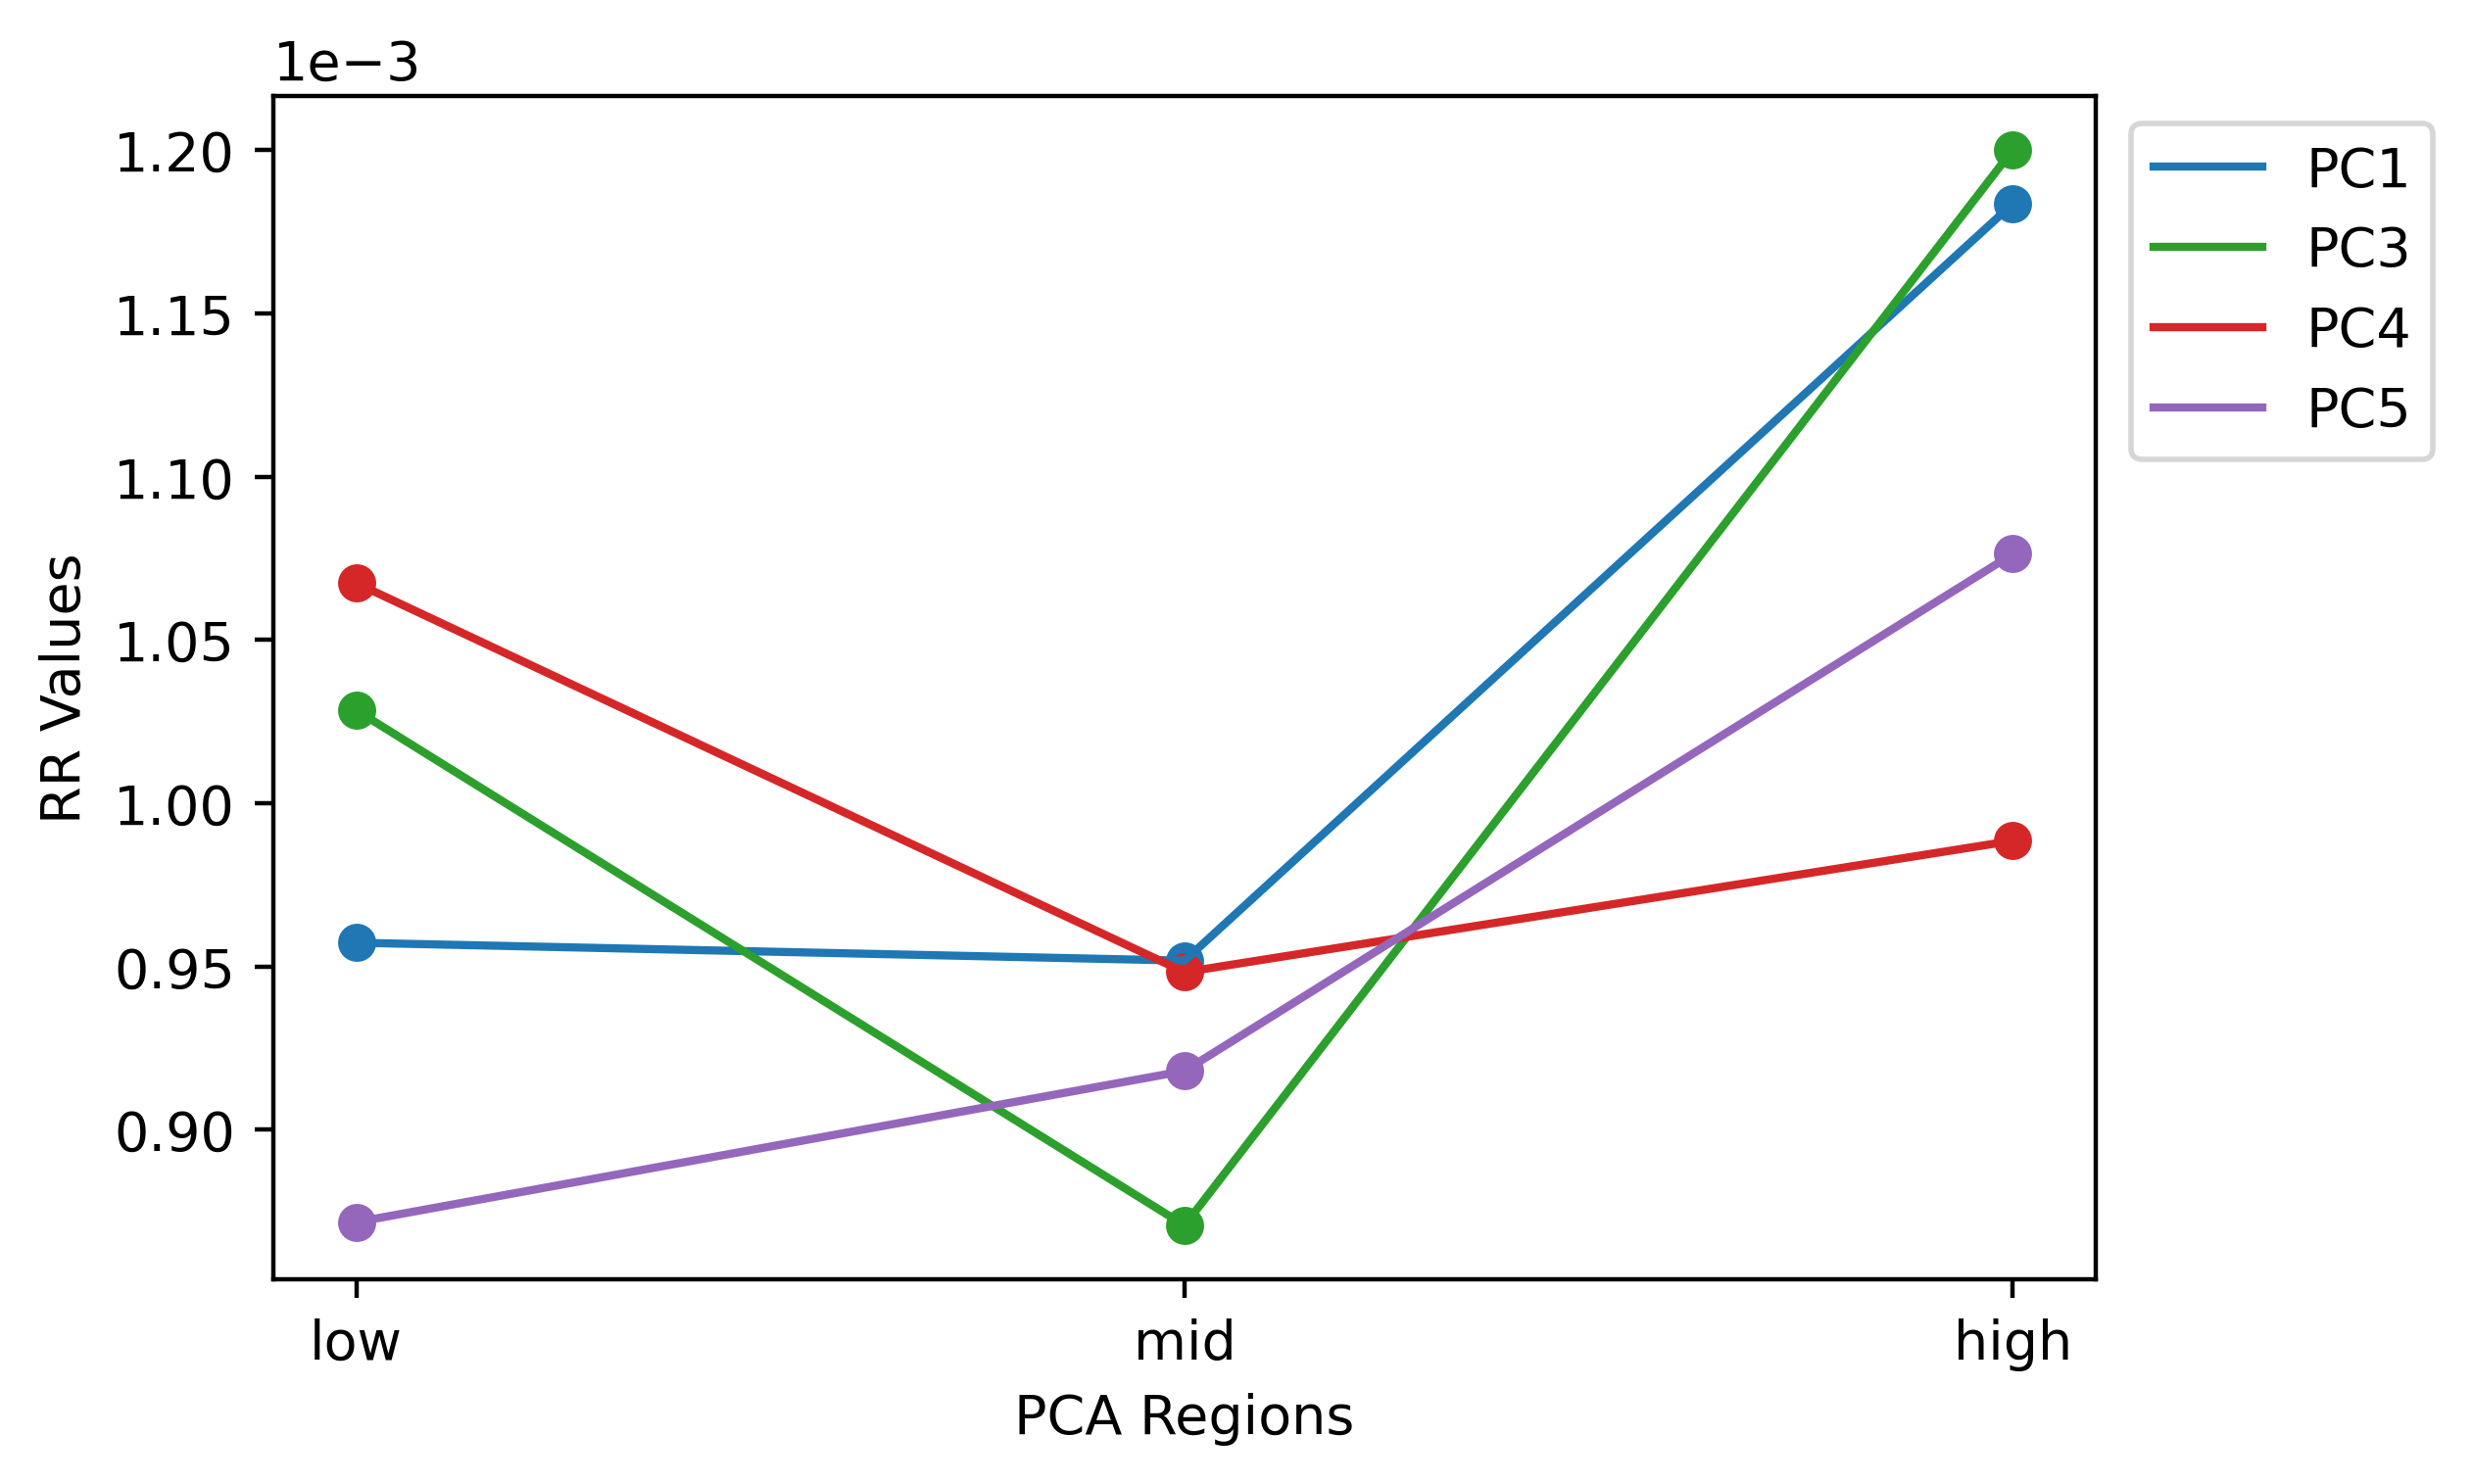 1e−3
1.20
1.15
1.10
1.05
1.00
0.95
0.90
RR Values
low
mid
high
PCA Regions
PC1
PC3
PC4
PC5